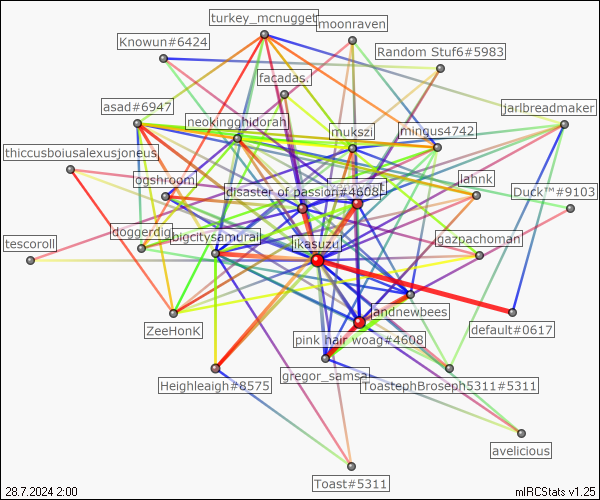 turkey_mcnugget
moonraven
Knowun#6424
Random Stuf6#5983
façadas.
asad#6947
jarlbreadmaker
neokingghidorah
mukszi
mingus4742
thiccusboiusalexusjoneus
ogshroom
lahnk
disaster of passion#4608
Duck™#9103
doggerdig
bigcitysamurai
ikasuzu
gazpachoman
tescoroll
landnewbees
ZeeHonk
default#0617
pink hair woag#4608
gregor_samsa
Heighleaigh#8575
ToastephBroseph5311#5311
avelicious
Toast#5311
28.7.2024 2:00
mIRCStats v1.25